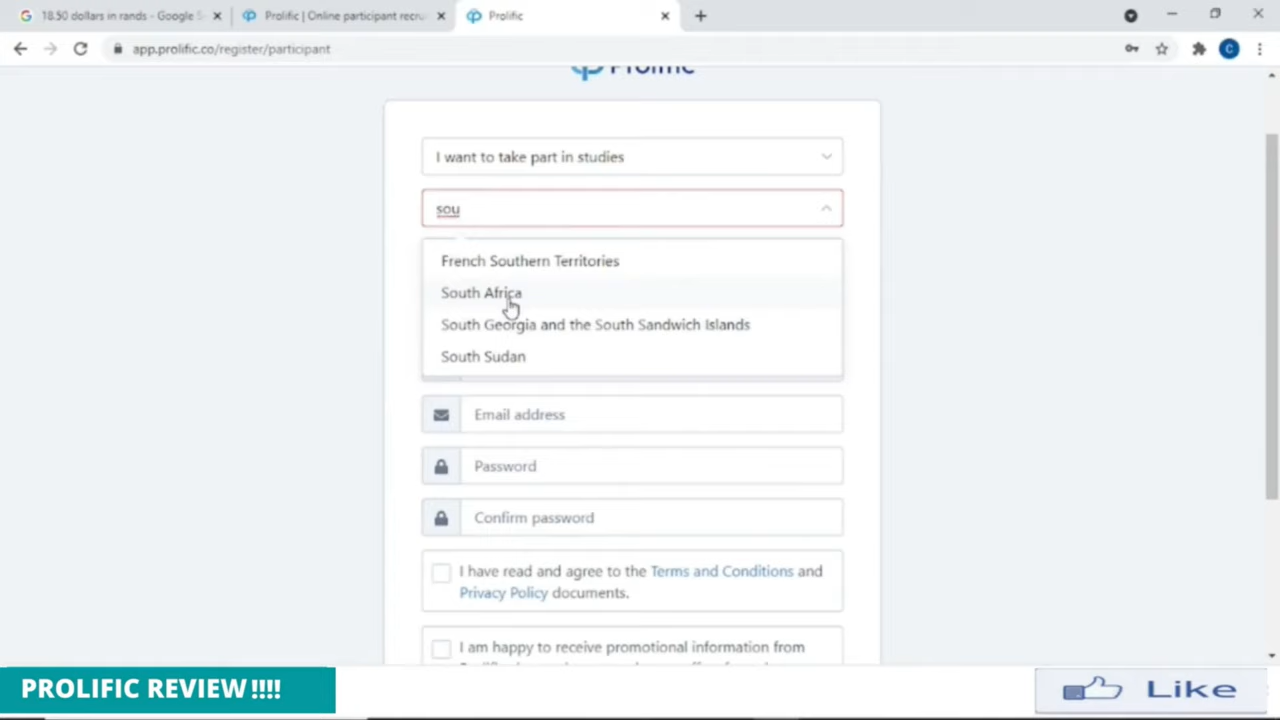 18.50 dollars in rands - Google S
Prolific | Online participant recru
Prolific
app.prolific.co/register/participant
C
Prolific
I want to take part in studies
sou
French Southern Territories
South Africa
South Georgia and the South Sandwich Islands
South Sudan
Email address
Password
Confirm password
I have read and agree to the Terms and Conditions and
Privacy Policy documents.
I am happy to receive promotional information from
PROLIFIC REVIEW!!!!
Like